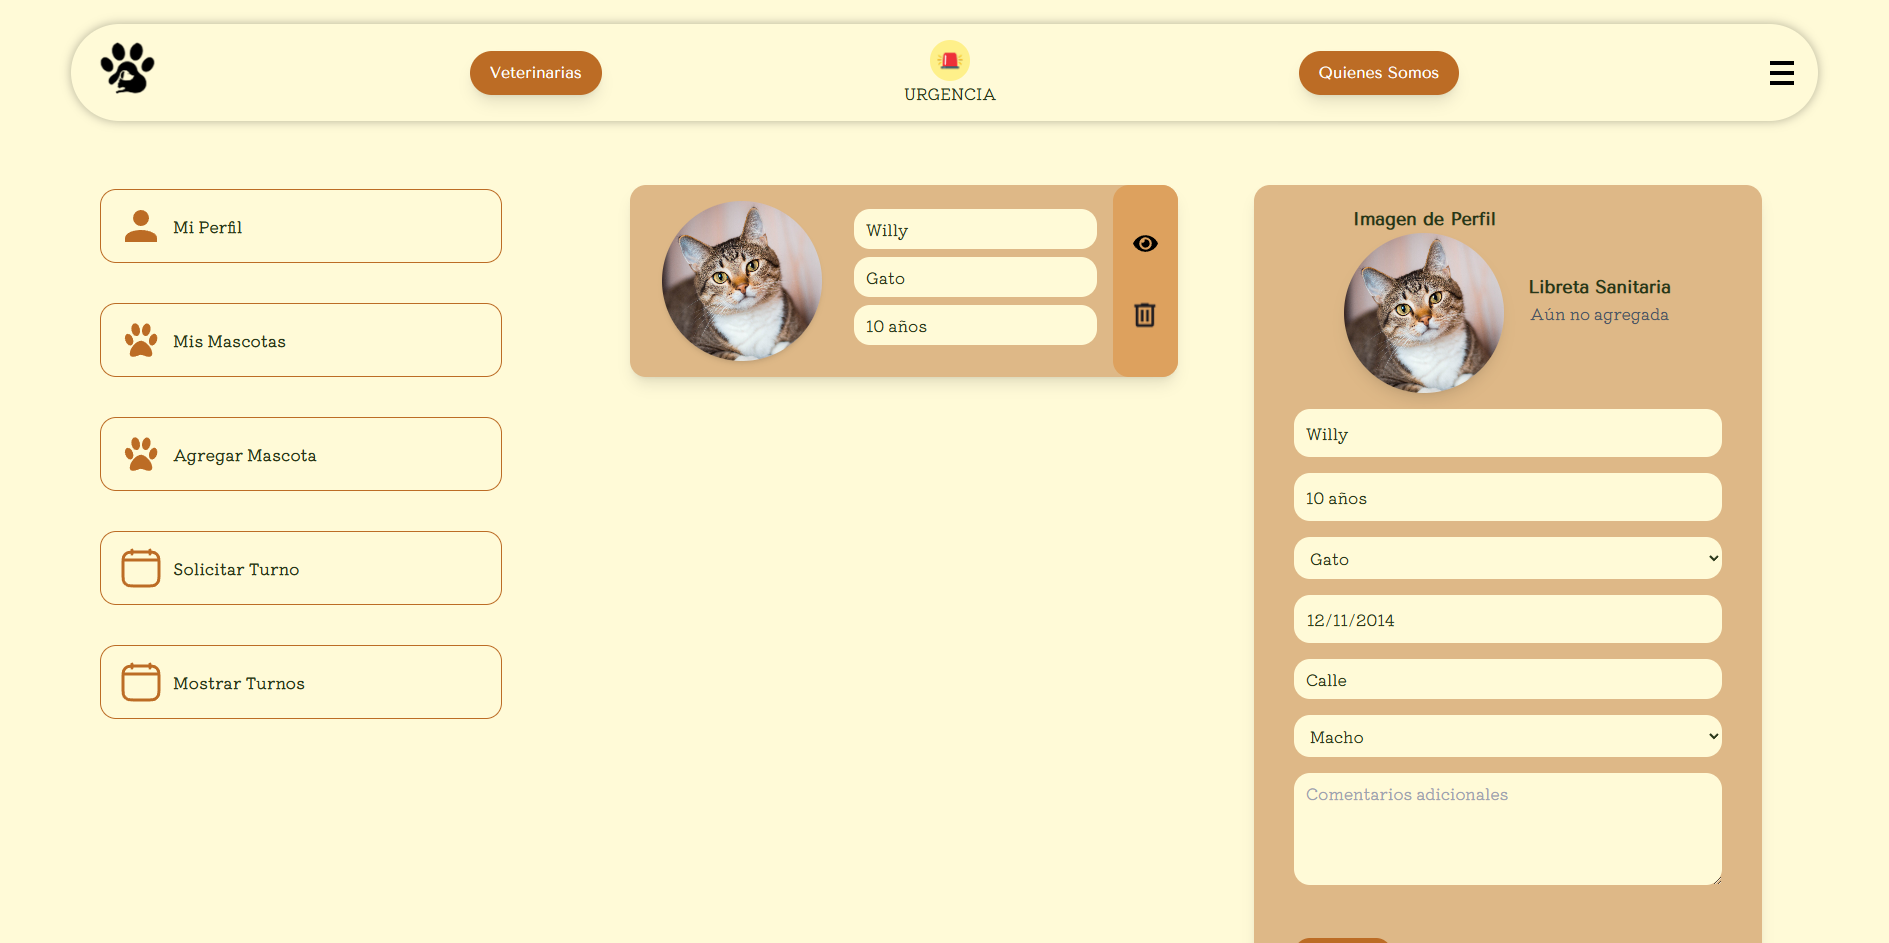 Veterinarias
URGENCIA
Quienes Somos
Mi Perfil
Mis Mascotas
Agregar Mascota
Solicitar Turno
Mostrar Turnos
Willy
Gato
10 años
Imagen de Perfil
Libreta Sanitaria
Aún no agregada
Willy
10 años
Gato
12/11/2014
Calle
Macho
Comentarios adicionales